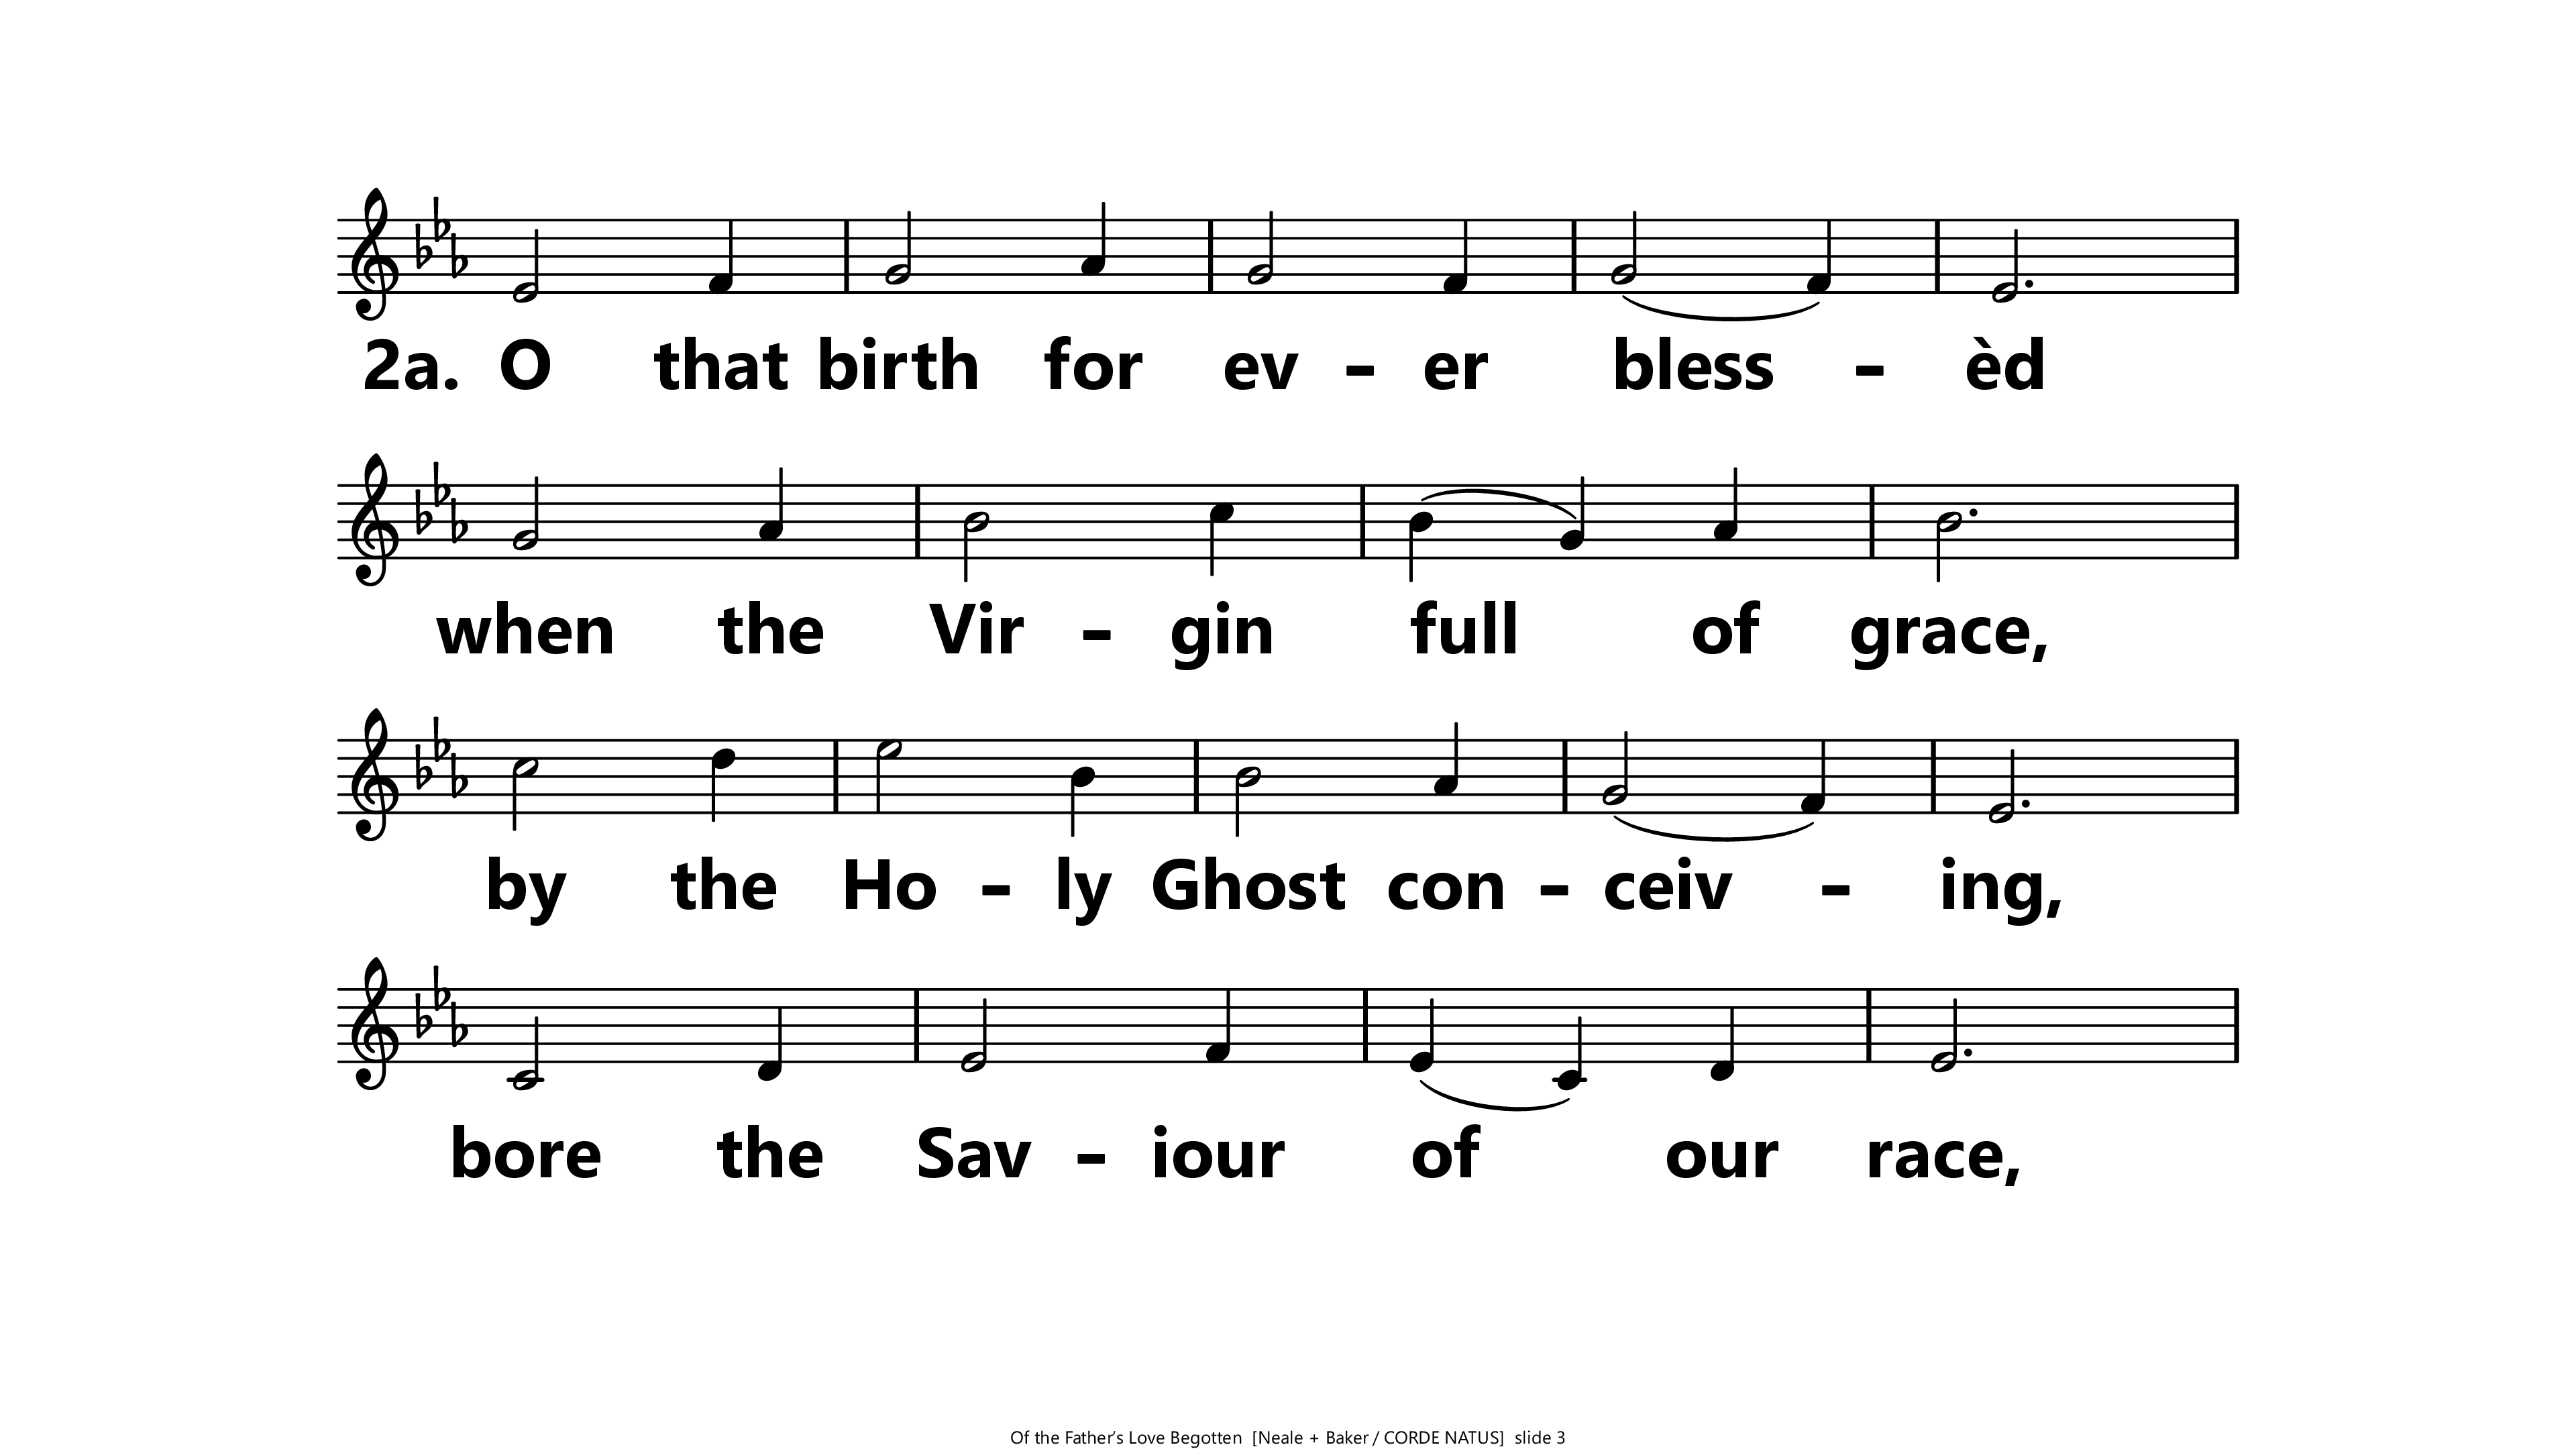 2a. O that birth for ev - er bless - èd
when the Vir - gin full of grace,
by the Ho - ly Ghost con - ceiv - ing,
bore the Sav - iour of our race,
Of the Father’s Love Begotten [Neale + Baker / CORDE NATUS] slide 3